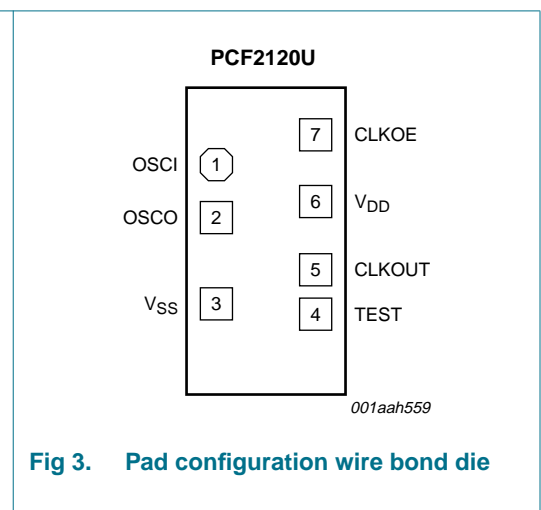 PCF2120U
7 CLKOE
OSCI 1
6 VDD
OSCO 2
5 CLKOUT
VSS 3
4 TEST
001aah559
Fig 3. Pad configuration wire bond die